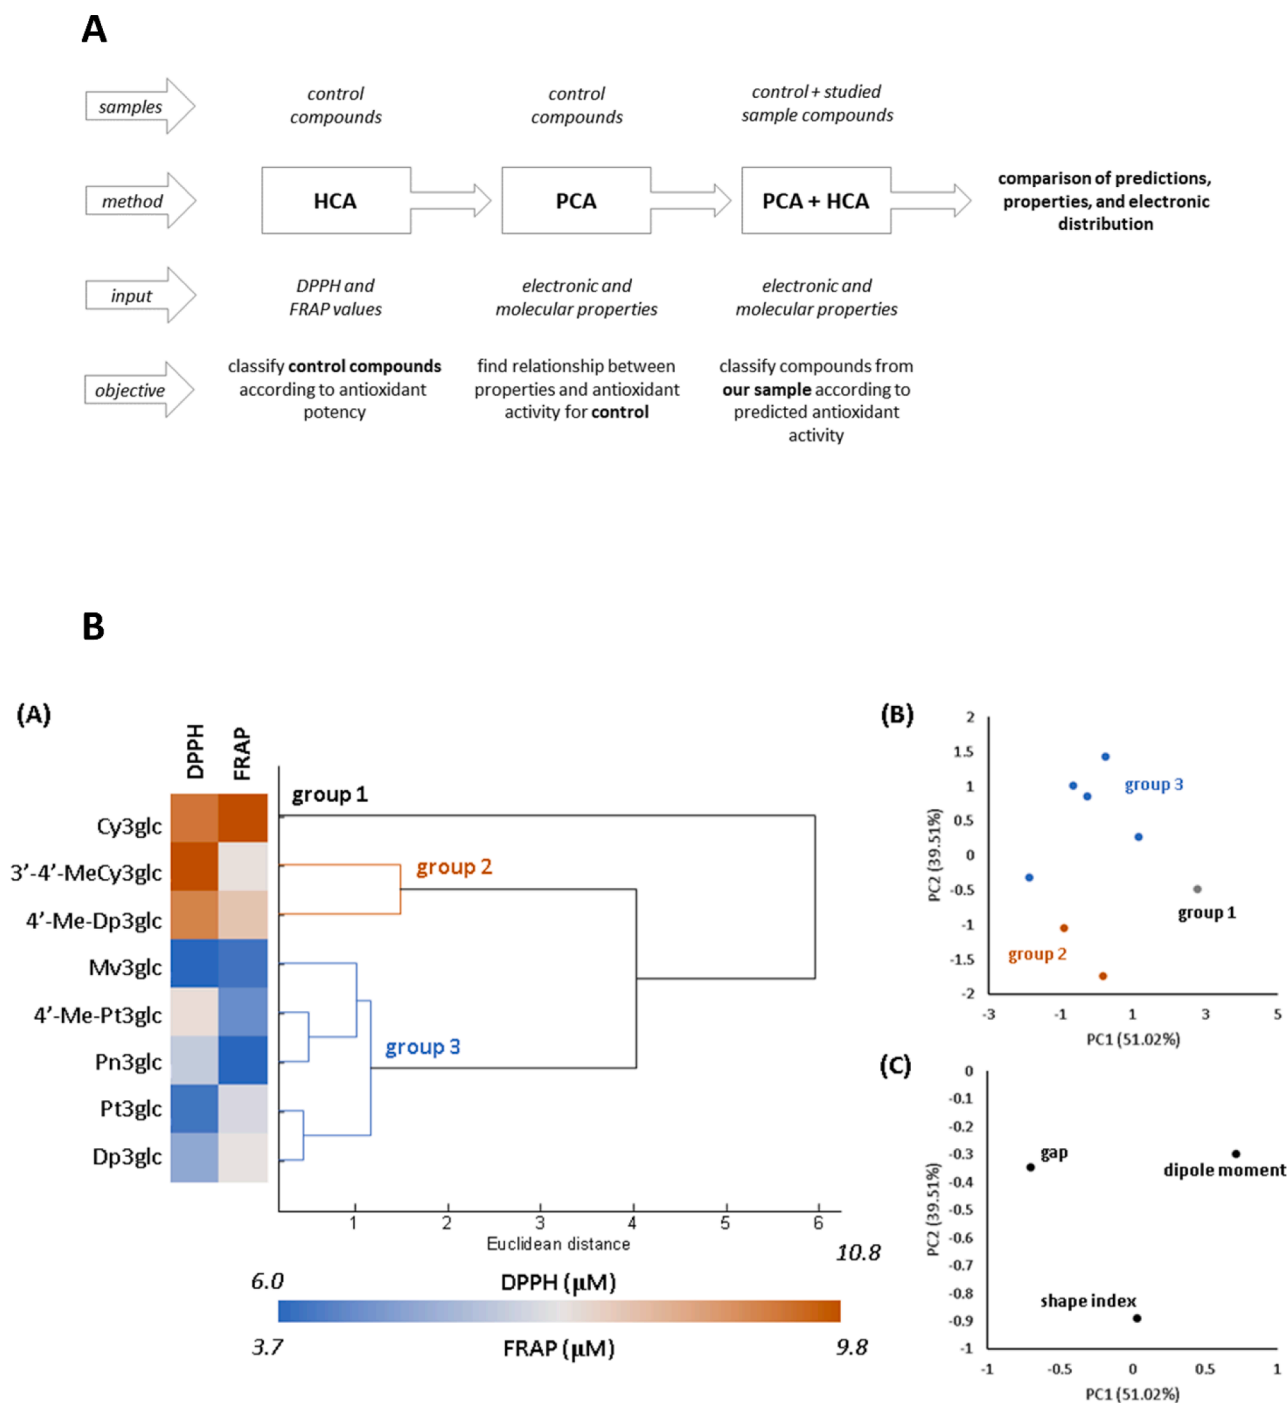 A
samples
control
compounds
control
compounds
control + studied
sample compounds
method
HCA
PCA
PCA + HCA
comparison of predictions,
properties, and electronic
distribution
input
DPPH and
FRAP values
electronic and
molecular properties
electronic and
molecular properties
objective
classify control compounds
according to antioxidant
potency
find relationship between
properties and antioxidant
activity for control
classify compounds from
our sample according to
predicted antioxidant
activity
B
(A)
DPPH
FRAP
Cy3glc
3’-4’-MeCy3glc
4’-Me-Dp3glc
Mv3glc
4’-Me-Pt3glc
Pn3glc
Pt3glc
Dp3glc
group 1
group 2
group 3
1 2 3 4 5 6
Euclidean distance
6.0
DPPH (µM)
10.8
3.7
FRAP (µM)
9.8
(B)
2
1.5
1
0.5
0
-0.5
-1
-1.5
-2
PC2 (39.51%)
group 3
group 1
group 2
-3 -1 1 3 5
PC1 (51.02%)
(C)
0
-0.1
-0.2
-0.3
-0.4
-0.5
-0.6
-0.7
-0.8
-0.9
-1
PC2 (39.51%)
gap
dipole moment
shape index
-1 -0.5 0 0.5 1
PC1 (51.02%)